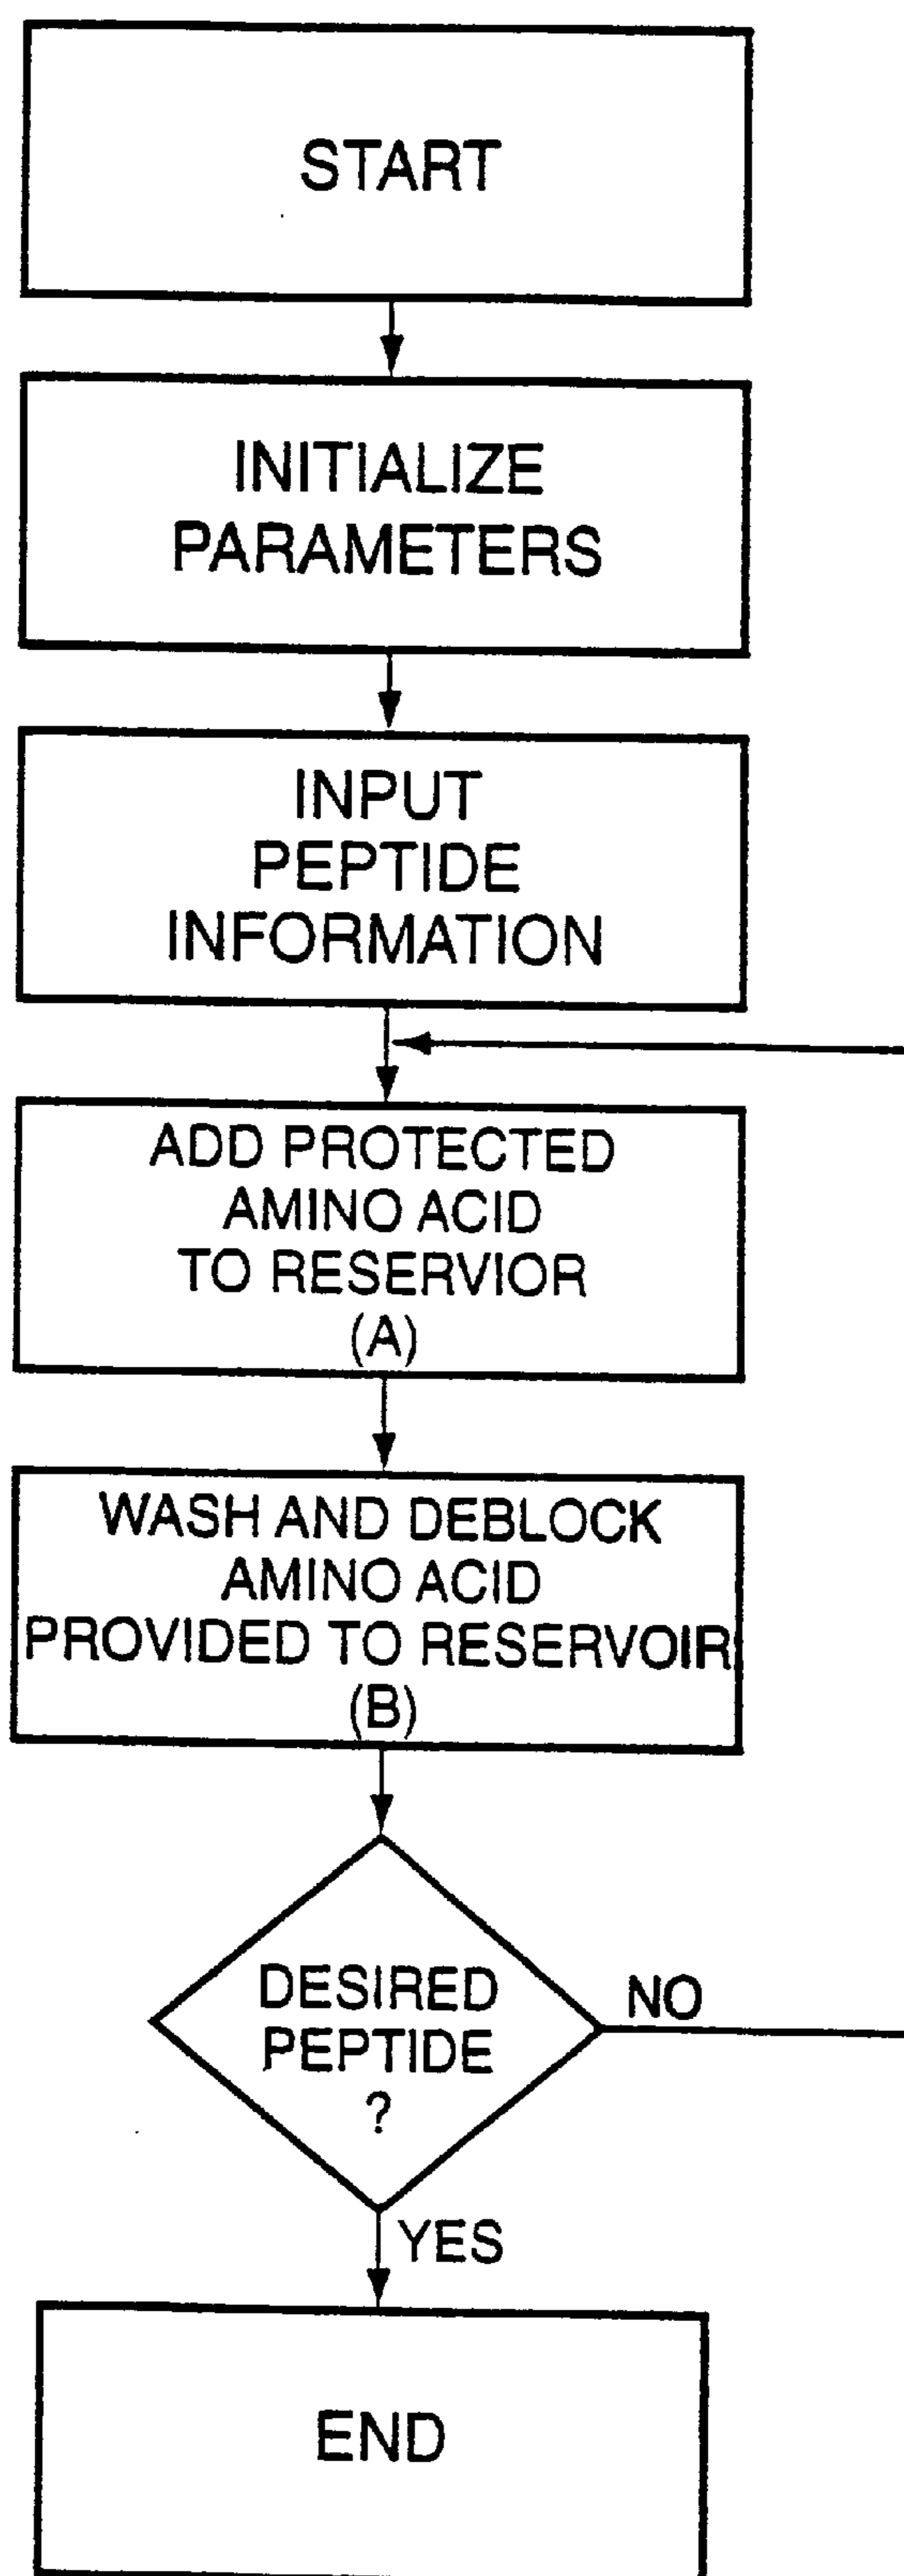 START
INITIALIZE
PARAMETERS
INPUT
PEPTIDE
INFORMATION
ADD PROTECTED
AMINO ACID
TO RESERVIOR
(A)
WASH AND DEBLOCK
AMINO ACID
PROVIDED TO RESERVOIR
(B)
DESIRED
PEPTIDE
?
NO
YES
END